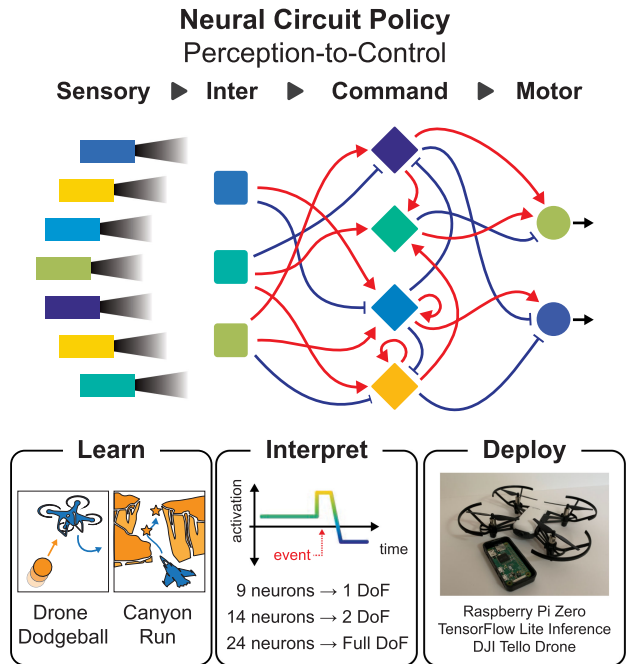 Neural Circuit Policy
Perception-to-Control
Sensory Inter Command Motor
Learn
Drone
Dodgeball
Canyon
Run
Interpret
activation
event
time
9 neurons → 1 DoF
14 neurons → 2 DoF
24 neurons → Full DoF
Deploy
Raspberry Pi Zero
TensorFlow Lite Inference
DJI Tello Drone